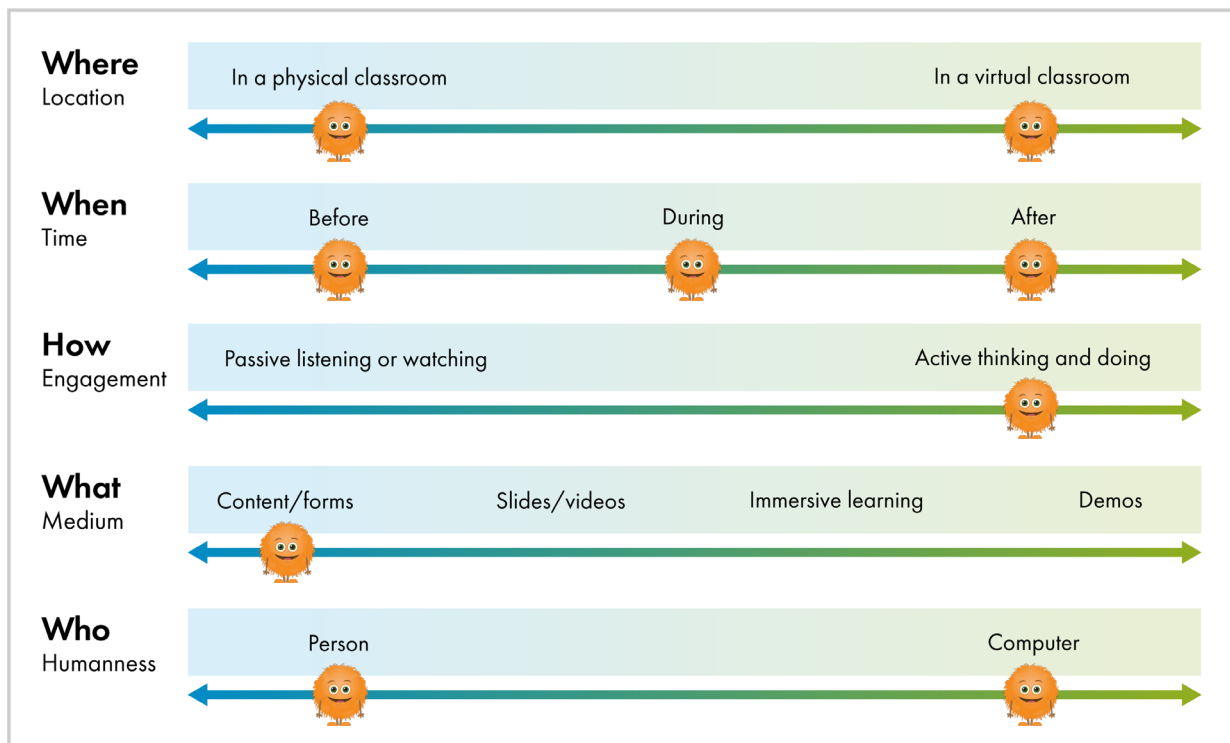 Where
Location
In a physical classroom
In a virtual classroom
When
Time
Before
During
After
How
Engagement
Passive listening or watching
Active thinking and doing
What
Medium
Content/forms
Slides/videos
Immersive learning
Demos
Who
Humanness
Person
Computer